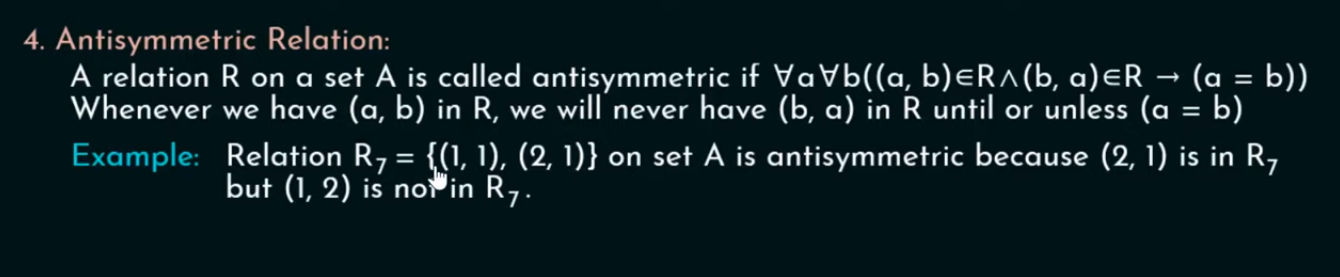 4. Antisymmetric Relation:
A relation R on a set A is called antisymmetric if ∀a∀b((a, b)∈R∧(b, a)∈R → (a = b))
Whenever we have (a, b) in R, we will never have (b, a) in R until or unless (a = b)
Example: Relation R₇ = {(1, 1), (2, 1)} on set A is antisymmetric because (2, 1) is in R₇
but (1, 2) is not in R₇.